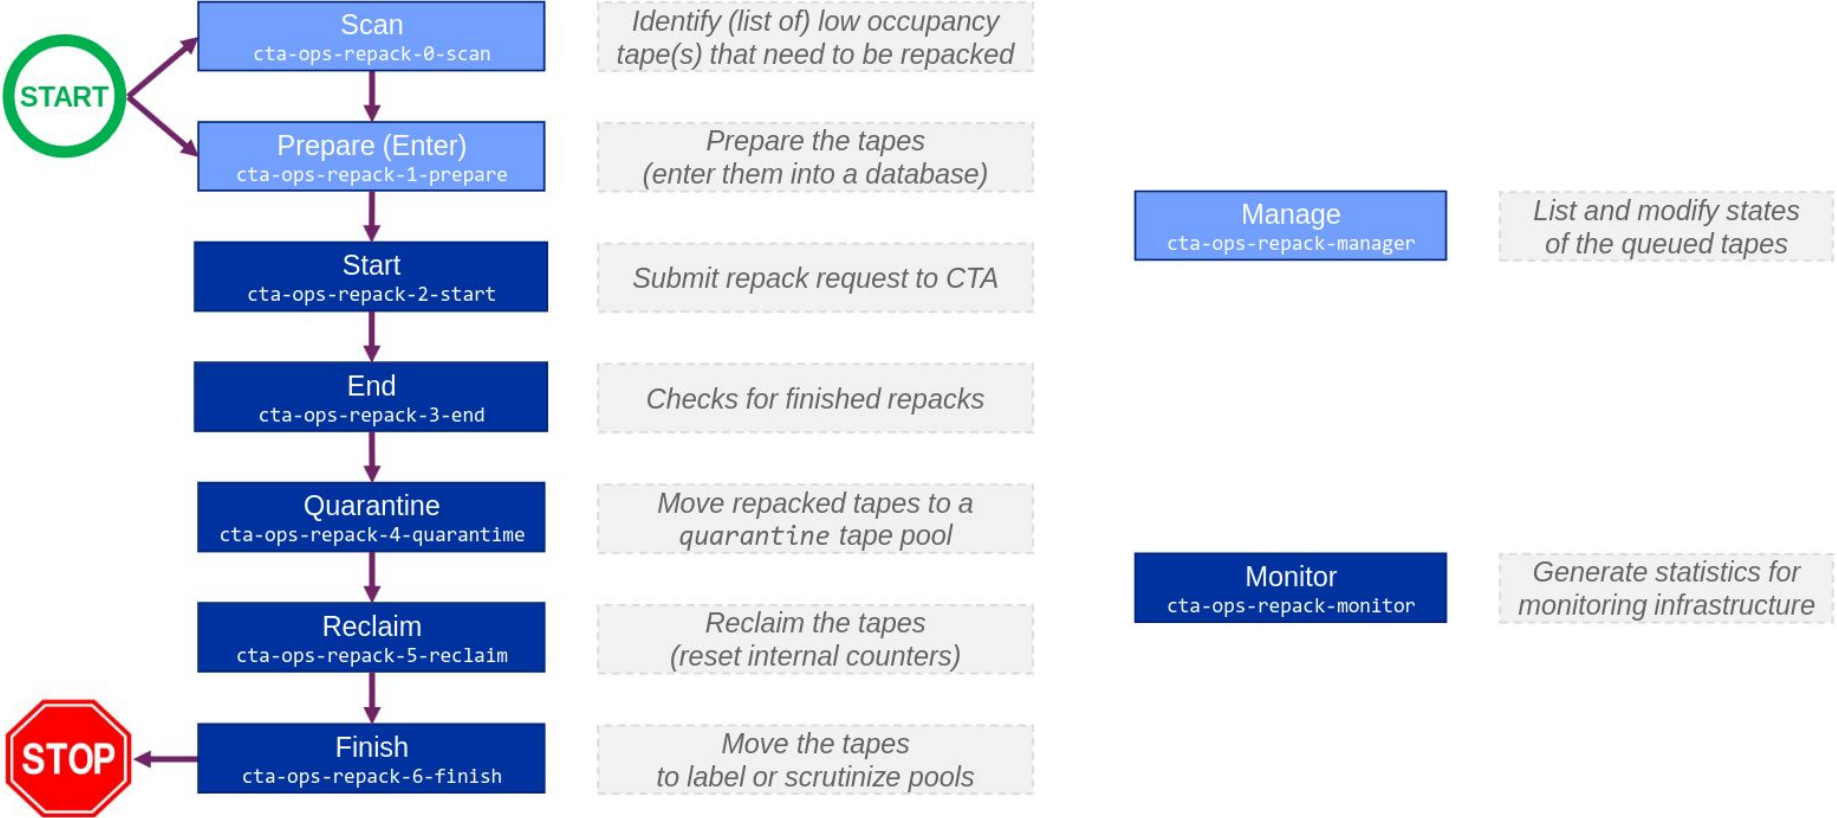 Scan
cta-ops-repack-0-scan
Identify (list of) low occupancy
tape(s) that need to be repacked
START
Prepare (Enter)
cta-ops-repack-1-prepare
Prepare the tapes
(enter them into a database)
Manage
cta-ops-repack-manager
List and modify states
of the queued tapes
Start
cta-ops-repack-2-start
Submit repack request to CTA
End
cta-ops-repack-3-end
Checks for finished repacks
Quarantine
cta-ops-repack-4-quarantime
Move repacked tapes to a
quarantine tape pool
Monitor
cta-ops-repack-monitor
Generate statistics for
monitoring infrastructure
Reclaim
cta-ops-repack-5-reclaim
Reclaim the tapes
(reset internal counters)
Finish
cta-ops-repack-6-finish
Move the tapes
to label or scrutinize pools
STOP